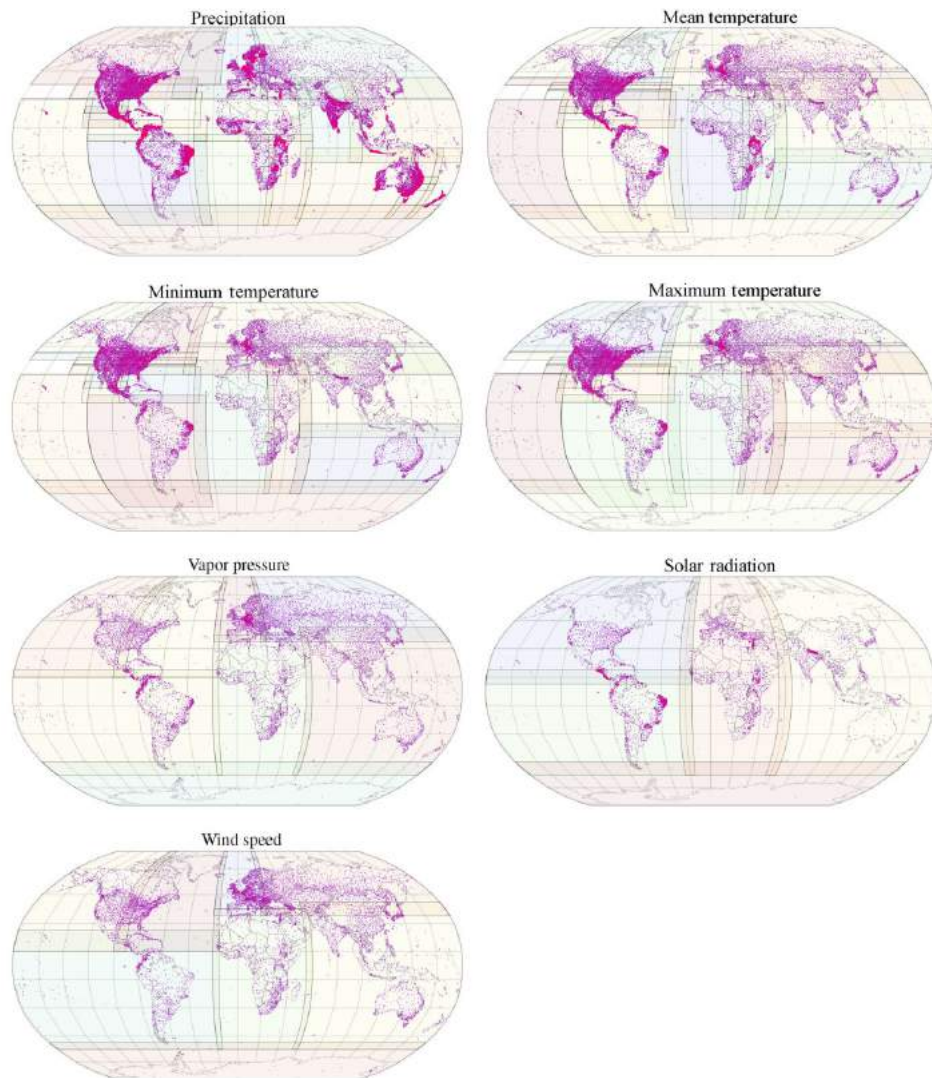 Precipitation
Mean temperature
Minimum temperature
Maximum temperature
Vapor pressure
Solar radiation
Wind speed